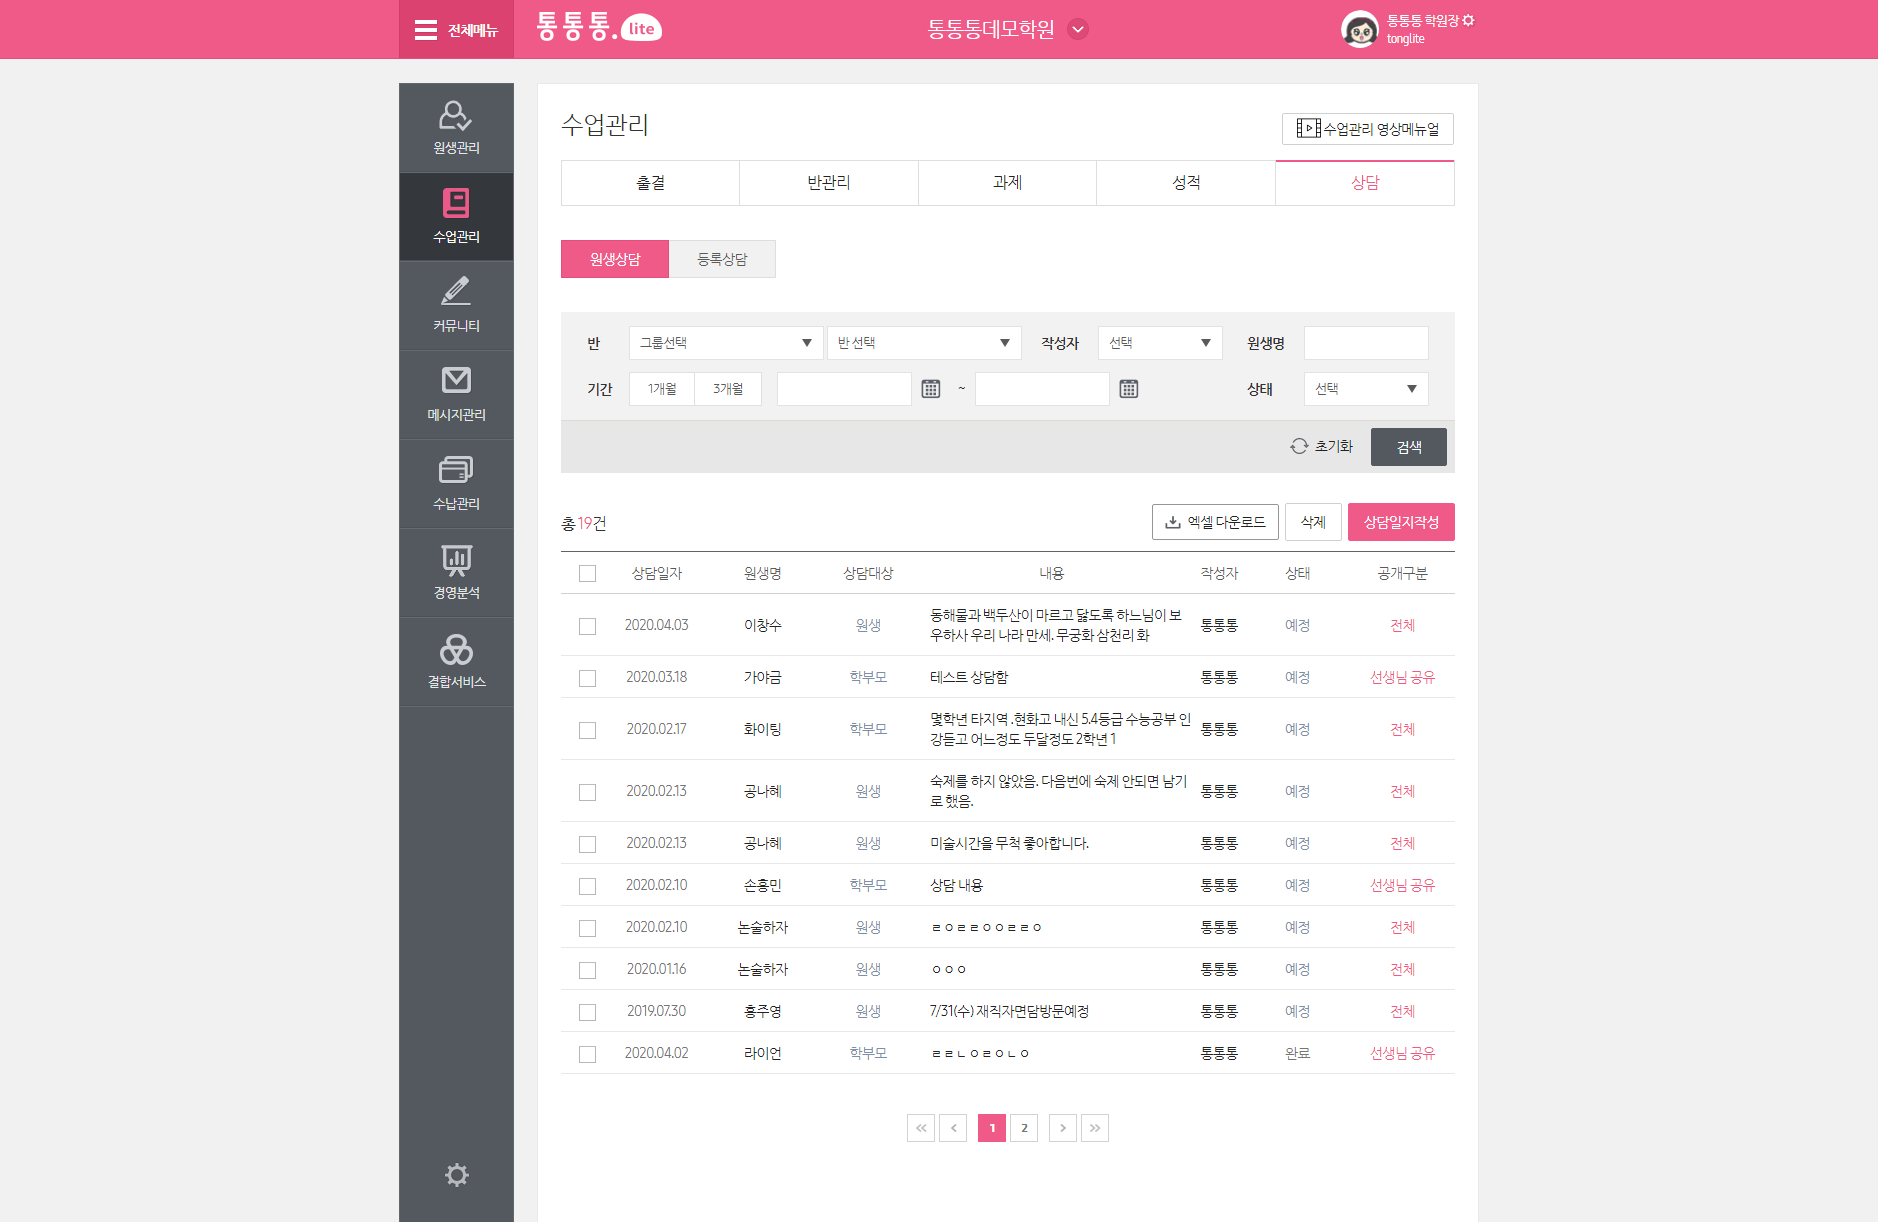 전체메뉴
통통통.lite
통통통데모학원
통통통 학원장
tonglite
원생관리
수업관리
커뮤니티
메시지관리
수납관리
경영분석
결합서비스
수업관리
수업관리 영상메뉴얼
출결 반관리 과제 성적 상담
원생상담 등록상담
반 그룹선택 반 선택 작성자 선택 원생명
기간 1개월 3개월 ~ 상태 선택
초기화 검색
총 19건
엑셀 다운로드 삭제 상담일지작성
상담일자 원생명 상담대상 내용 작성자 상태 공개구분
2020.04.03 이창수 원생 동해물과 백두산이 마르고 닳도록 하느님이 보 통통통 예정 전체
우하사 우리 나라 만세. 무궁화 삼천리 화
2020.03.18 가야금 학부모 테스트 상담함 통통통 예정 선생님 공유
2020.02.17 화이팅 학부모 몇학년 타지역 .현화고 내신 5.4등급 수능공부 인 통통통 예정 전체
강듣고 어느정도 두달정도 2학년 1
2020.02.13 공나혜 원생 숙제를 하지 않았음. 다음번에 숙제 안되면 남기 통통통 예정 전체
로 했음.
2020.02.13 공나혜 원생 미술시간을 무척 좋아합니다. 통통통 예정 전체
2020.02.10 손흥민 학부모 상담 내용 통통통 예정 선생님 공유
2020.02.10 논술하자 원생 ㄹㅇㄹㄹㅇㅇㄹㄹㅇ 통통통 예정 전체
2020.01.16 논술하자 원생 ㅇㅇㅇ 통통통 예정 전체
2019.07.30 홍주영 원생 7/31(수) 재직자면담방문예정 통통통 예정 전체
2020.04.02 라이언 학부모 ㄹㄹㄴㅇㄹㅇㄴㅇ 통통통 완료 선생님 공유
« ‹ 1 2 › »